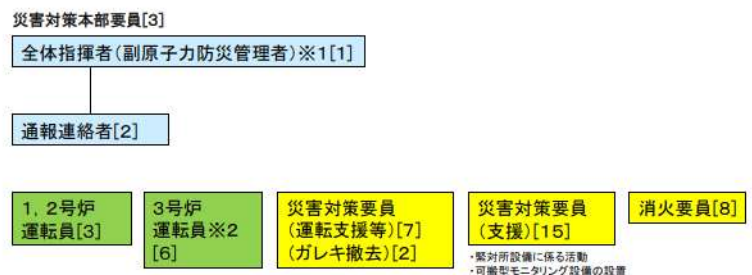 災害対策本部要員[3]
全体指揮者(副原子力防災管理者)※1[1]
通報連絡者[2]
1,2号炉
運転員[3]
3号炉
運転員※2
[6]
災害対策要員
(運転支援等)[7]
(ガレキ撤去)[2]
災害対策要員
(支援)[15]
消火要員[8]
・緊対所設備に係る活動
・可搬型モニタリング設備の設置